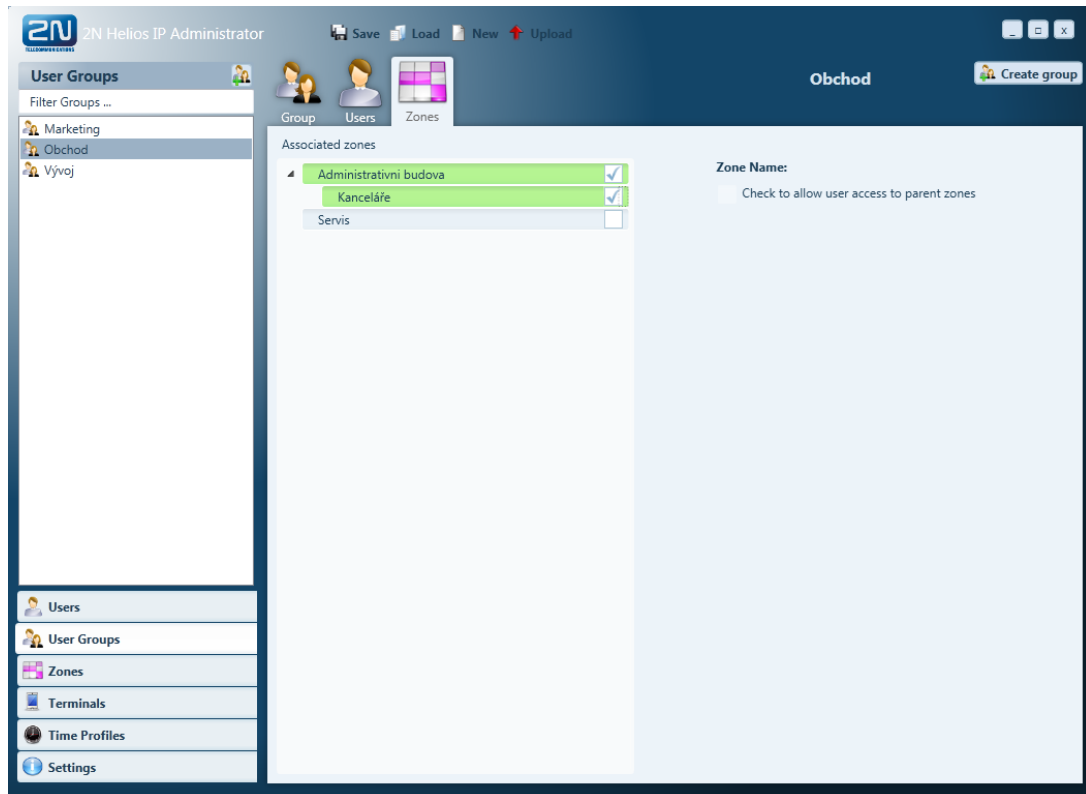 2N 2N Helios IP Administrator Save Load New Upload _ □ x
TELECOMMUNICATIONS
User Groups
Filter Groups ...
Marketing
Obchod
Vývoj
Group Users Zones
Obchod
Create group
Associated zones
Administrativni budova
Kanceláře
Servis
Zone Name:
Check to allow user access to parent zones
Users
User Groups
Zones
Terminals
Time Profiles
Settings